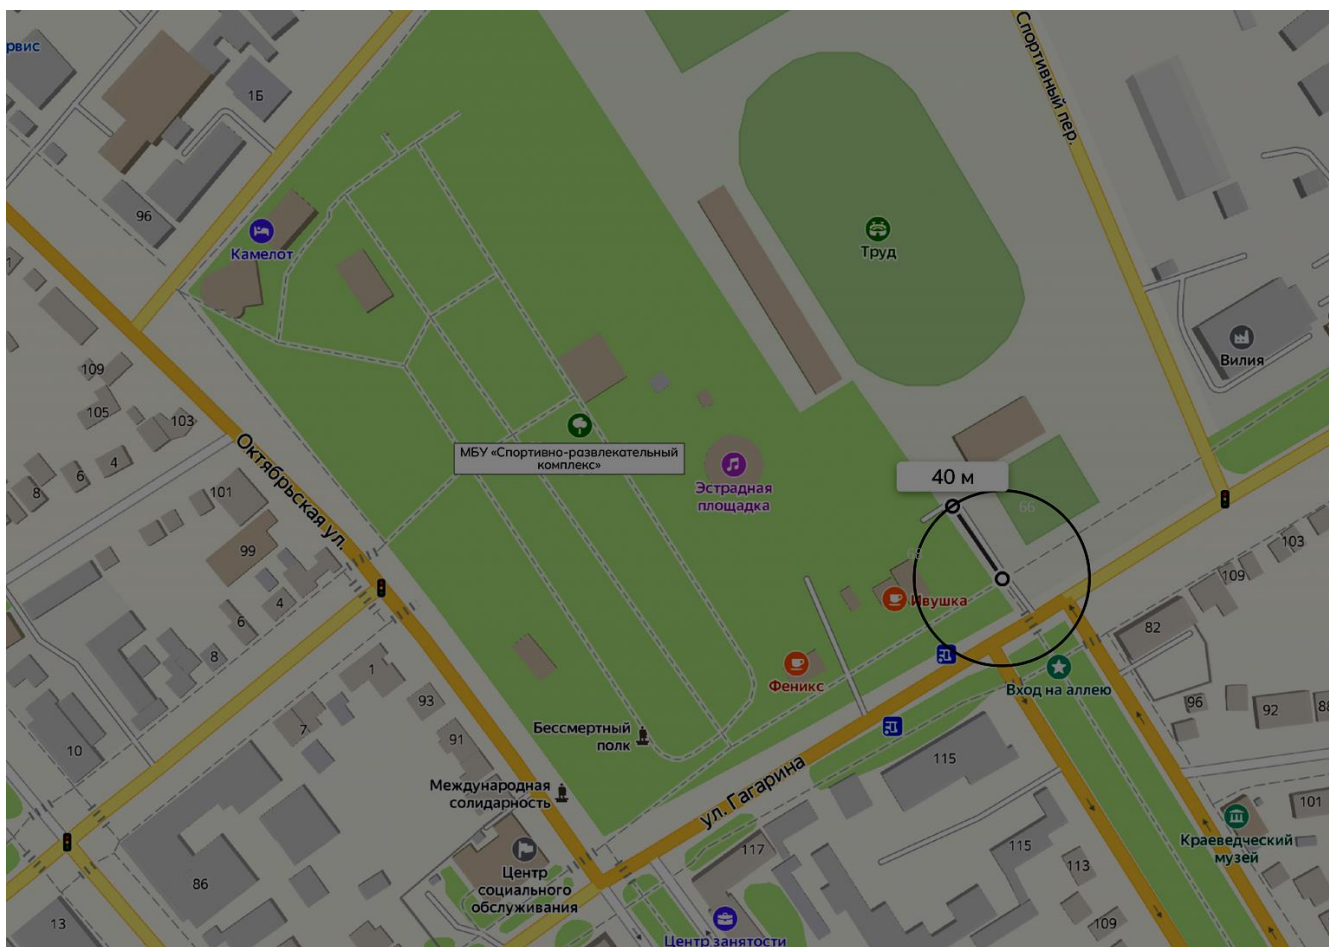 рвис
1Б
Спортивный пер.
96
Камелот
Труд
1
Вилия
109
105
103
4
6
8
Октябрьская ул.
101
99
МБУ «Спортивно-развлекательный
комплекс»
Эстрадная
площадка
40 м
66
103
109
4
6
8
Ивушка
82
1
Феникс
Вход на аллею
93
96
92
88
7
91
Бессмертный
полк
10
115
Международная
солидарность
ул. Гагарина
101
Краеведческий
музей
117
115
113
86
Центр
социального
обслуживания
13
109
Центр занятости